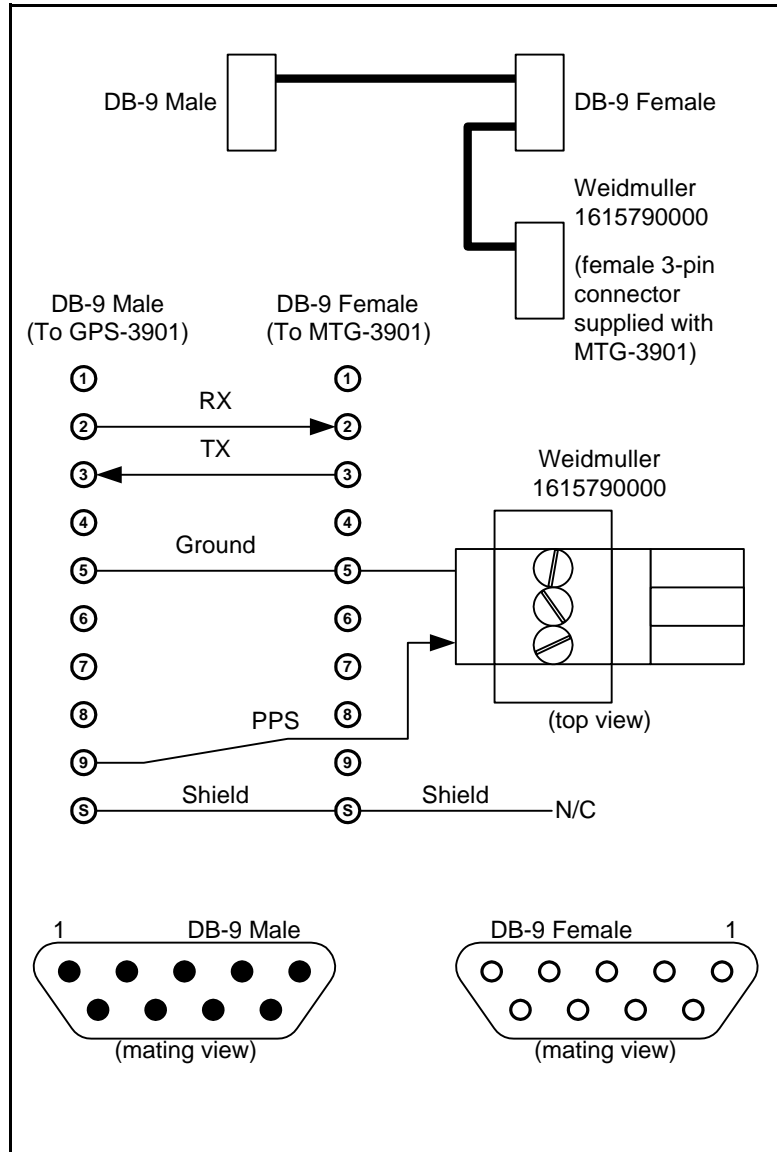 DB-9 Male
DB-9 Female
Weidmuller
1615790000
(female 3-pin
connector
supplied with
MTG-3901)
DB-9 Male
(To GPS-3901)
DB-9 Female
(To MTG-3901)
1
1
RX
2
2
TX
3
3
Weidmuller
1615790000
4
4
Ground
5
5
6
6
7
7
8
8
PPS
(top view)
9
9
S
Shield
S
Shield
N/C
1
DB-9 Male
(mating view)
DB-9 Female
1
(mating view)